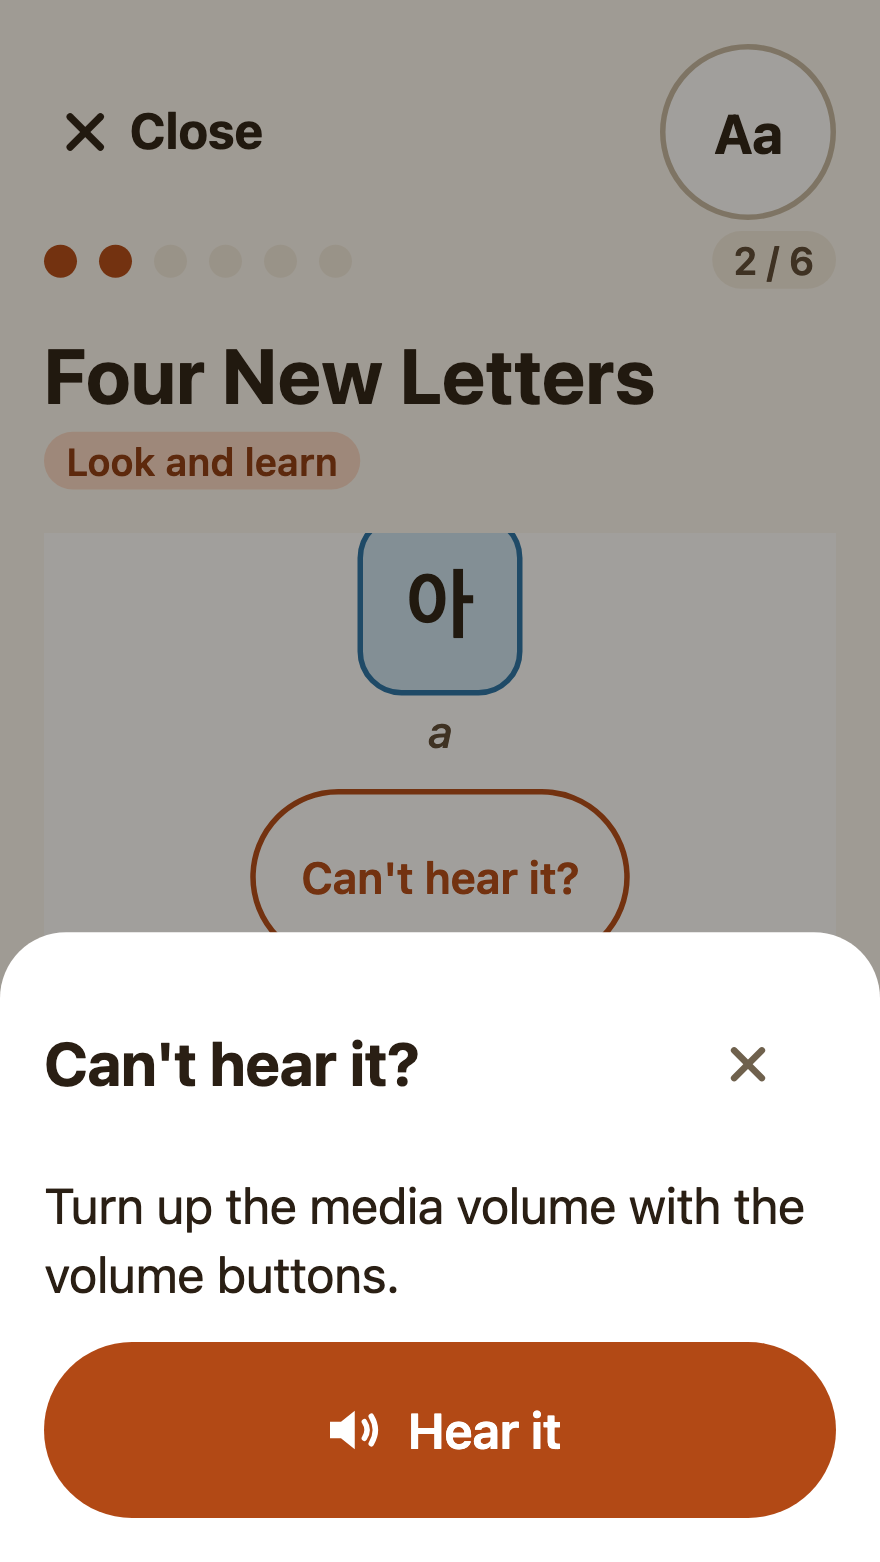 Close
Aa
2 / 6
Four New Letters
Look and learn
아
a
Can't hear it?
Can't hear it?
Turn up the media volume with the
volume buttons.
Hear it